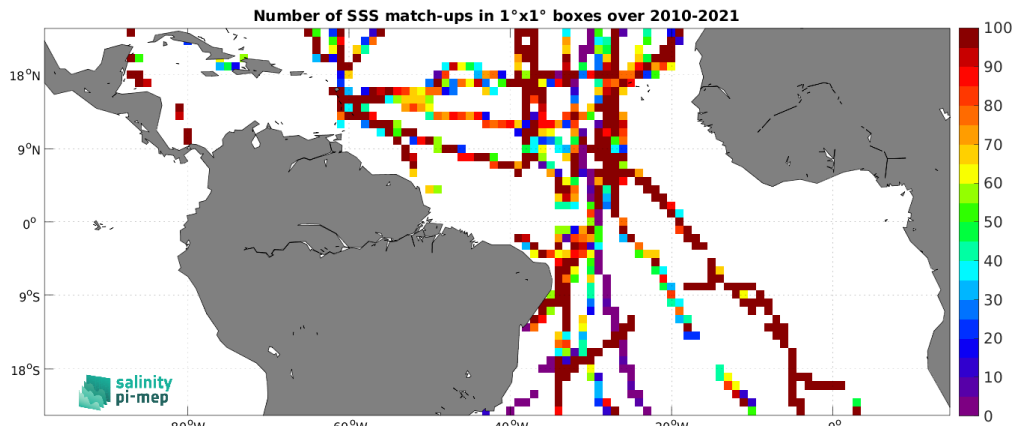 Number of SSS match-ups in 1°x1° boxes over 2010-2021
100
90
80
70
60
50
40
30
20
10
0
18°N
9°N
0°
9°S
18°S
salinity
pi-mep
80°W
60°W
40°W
20°W
0°